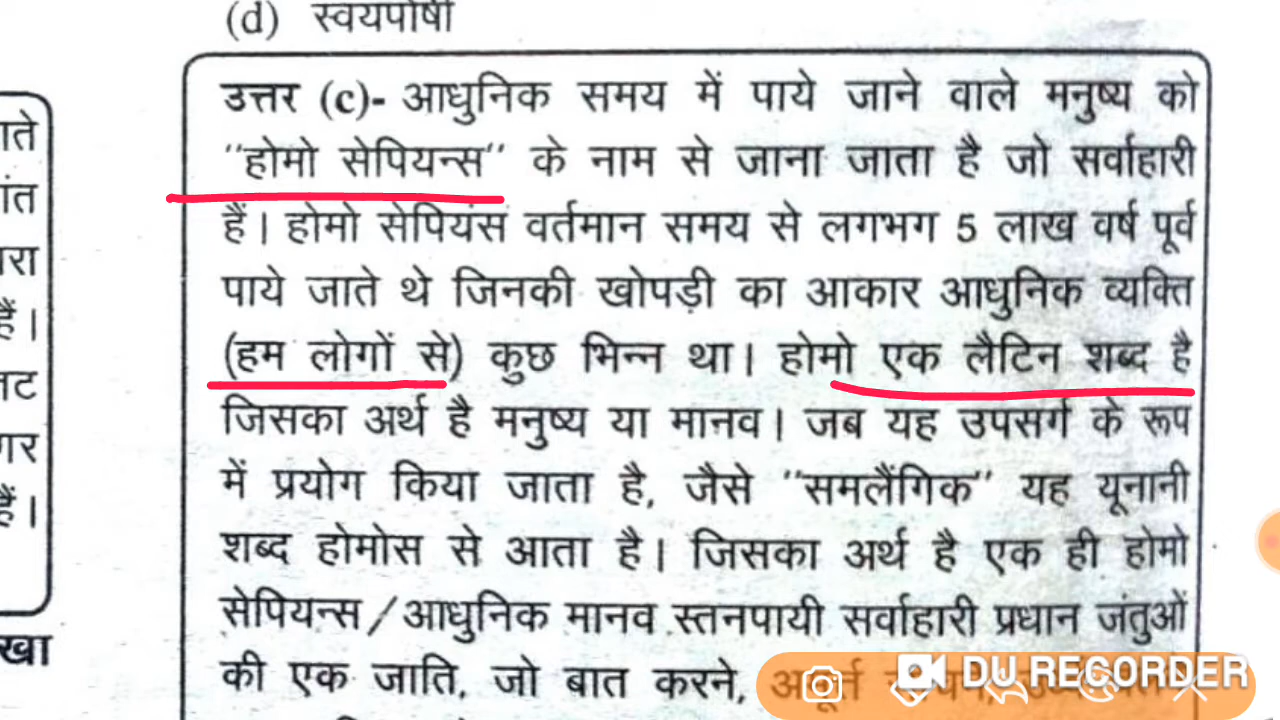 (d) स्वयपोषी
उत्तर (c)- आधुनिक समय में पाये जाने वाले मनुष्य को
"होमो सेपियन्स" के नाम से जाना जाता है जो सर्वाहारी
हैं। होमो सेपियंस वर्तमान समय से लगभग 5 लाख वर्ष पूर्व
पाये जाते थे जिनकी खोपड़ी का आकार आधुनिक व्यक्ति
(हम लोगों से) कुछ भिन्न था। होमो एक लैटिन शब्द है
जिसका अर्थ है मनुष्य या मानव। जब यह उपसर्ग के रूप
में प्रयोग किया जाता है, जैसे "समलैंगिक" यह यूनानी
शब्द होमोस से आता है। जिसका अर्थ है एक ही होमो
सेपियन्स/आधुनिक मानव स्तनपायी सर्वाहारी प्रधान जंतुओं
की एक जाति, जो बात करने,
DU RECORDER
हैं।
हैं।